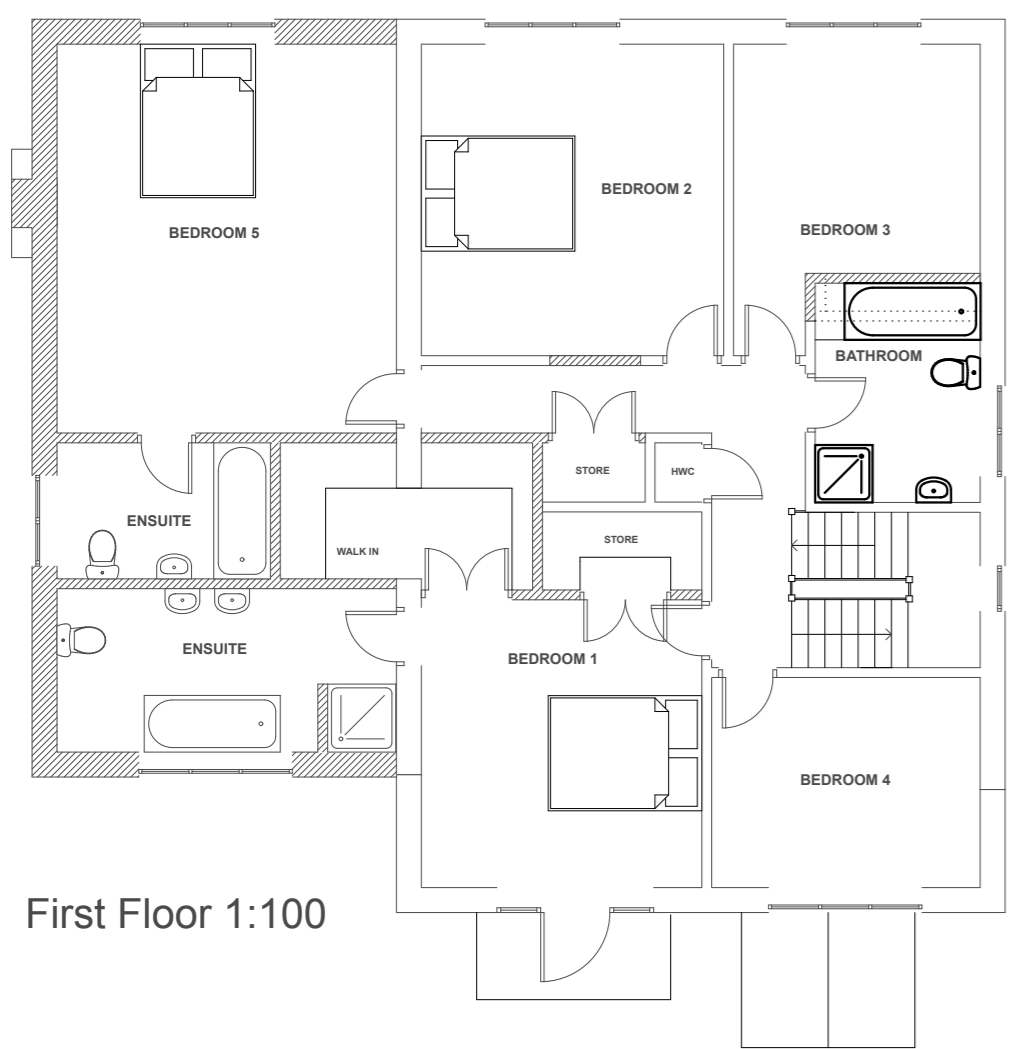 BEDROOM 2
BEDROOM 5
BEDROOM 3
BATHROOM
STORE
HWC
ENSUITE
STORE
WALK IN
ENSUITE
BEDROOM 1
BEDROOM 4
First Floor 1:100